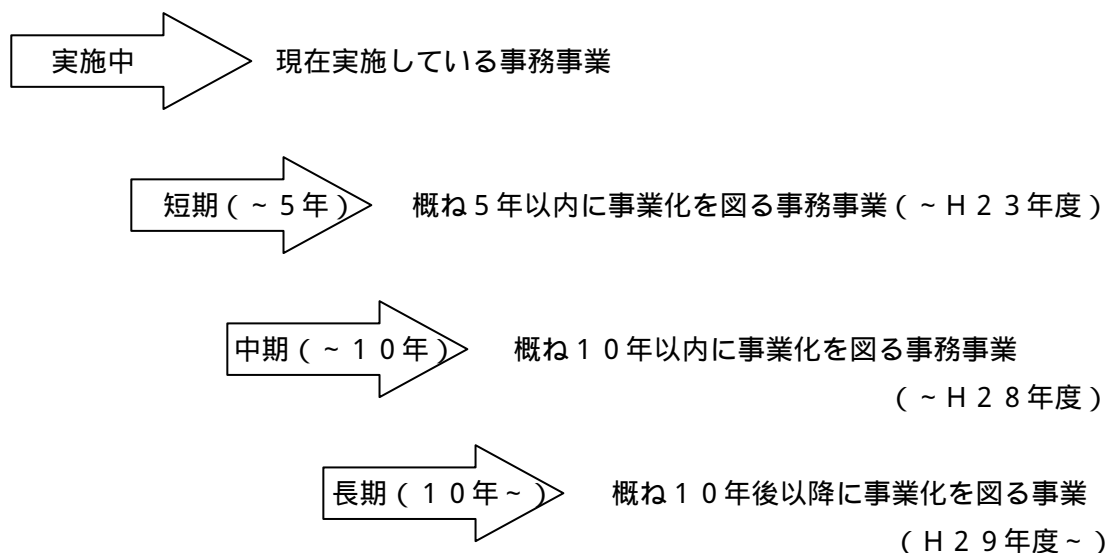 実施中 現在実施している事務事業
短期(~5年) 概ね5年以内に事業化を図る事務事業(~H23年度)
中期(~10年) 概ね10年以内に事業化を図る事務事業
(~H28年度)
長期(10年~) 概ね10年後以降に事業化を図る事業
(H29年度~)